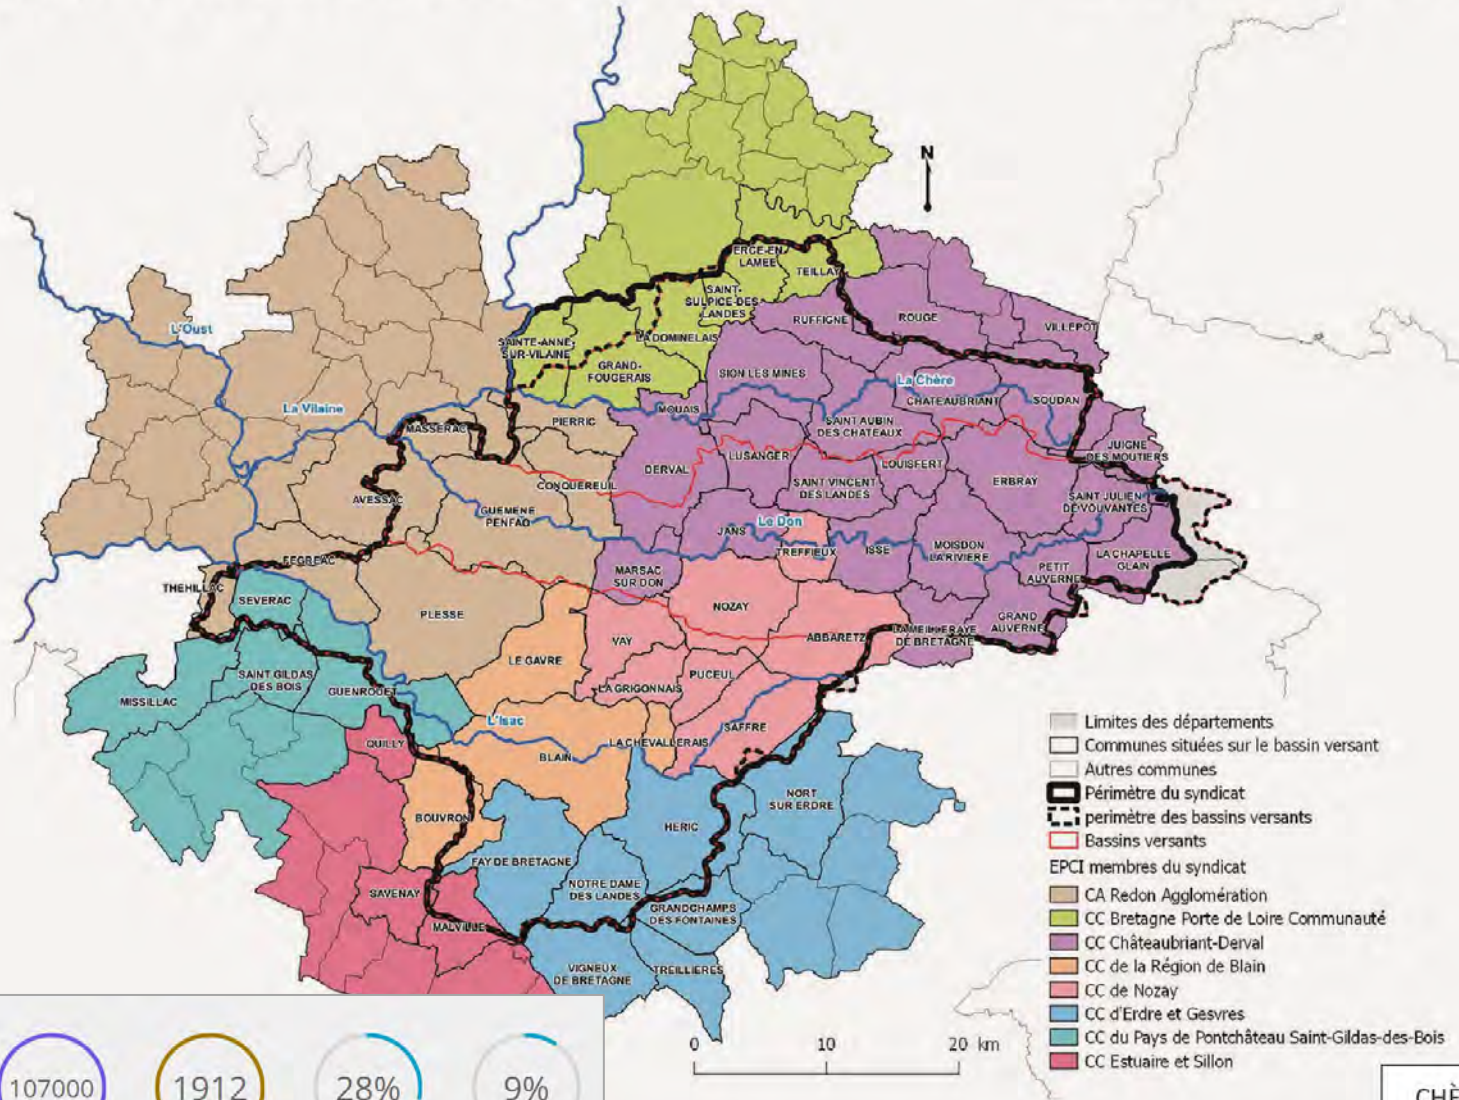 N
ERCE-EN
LAMEE
TEILLAY
SAINT-
SULPICE-DES
LANDES
RUFFIGNE
ROUGE
VILLEPOT
L'Oust
SAINTE-ANNE
SUR-VILAINE
LA DOMINELAIS
GRAND-
FOUGERAIS
SION LES MINES
La Chère
CHATEAUBRIANT
SOUDAN
La Vilaine
MASSERAC
PIERRIC
MOUAIS
SAINT AUBIN
DES CHATEAUX
JUIGNE
DES MOUTIERS
LUSANGER
DERVAL
LOUISFERT
CONQUEREUIL
SAINT VINCENT
DES LANDES
ERBRAY
AVESSAC
SAINT JULIEN
DE VOUVANTES
GUEMENE
PENFAO
JANS
Le Don
TREFFIEUX
ISSE
MOISDON
LA RIVIERE
LA CHAPELLE
GLAIN
FEGREAC
MARSAC
SUR DON
PETIT
AUVERNE
THEHILLAC
SEVERAC
PLESSE
NOZAY
GRAND
AUVERNE
VAY
ABBARETZ
LA MEILLERAYE
DE BRETAGNE
LE GAVRE
SAINT GILDAS
DES BOIS
PUCEUL
MISSILLAC
GUENROUET
LA GRIGONNAIS
L'Isac
SAFFRE
QUILLY
BLAIN
LA CHEVALLERAIS
NORT
SUR ERDRE
BOUVRON
HERIC
FAY DE BRETAGNE
SAVENAY
NOTRE DAME
DES LANDES
GRANDCHAMPS
DES FONTAINES
MALVILLE
VIGNEUX
DE BRETAGNE
TREILLIERES
Limites des départements
Communes situées sur le bassin versant
Autres communes
Périmètre du syndicat
perimètre des bassins versants
Bassins versants
EPCI membres du syndicat
CA Redon Agglomération
CC Bretagne Porte de Loire Communauté
CC Châteaubriant-Derval
CC de la Région de Blain
CC de Nozay
CC d'Erdre et Gesvres
CC du Pays de Pontchâteau Saint-Gildas-des-Bois
CC Estuaire et Sillon
0 10 20 km
107000 1912 28% 9%
CHÈ